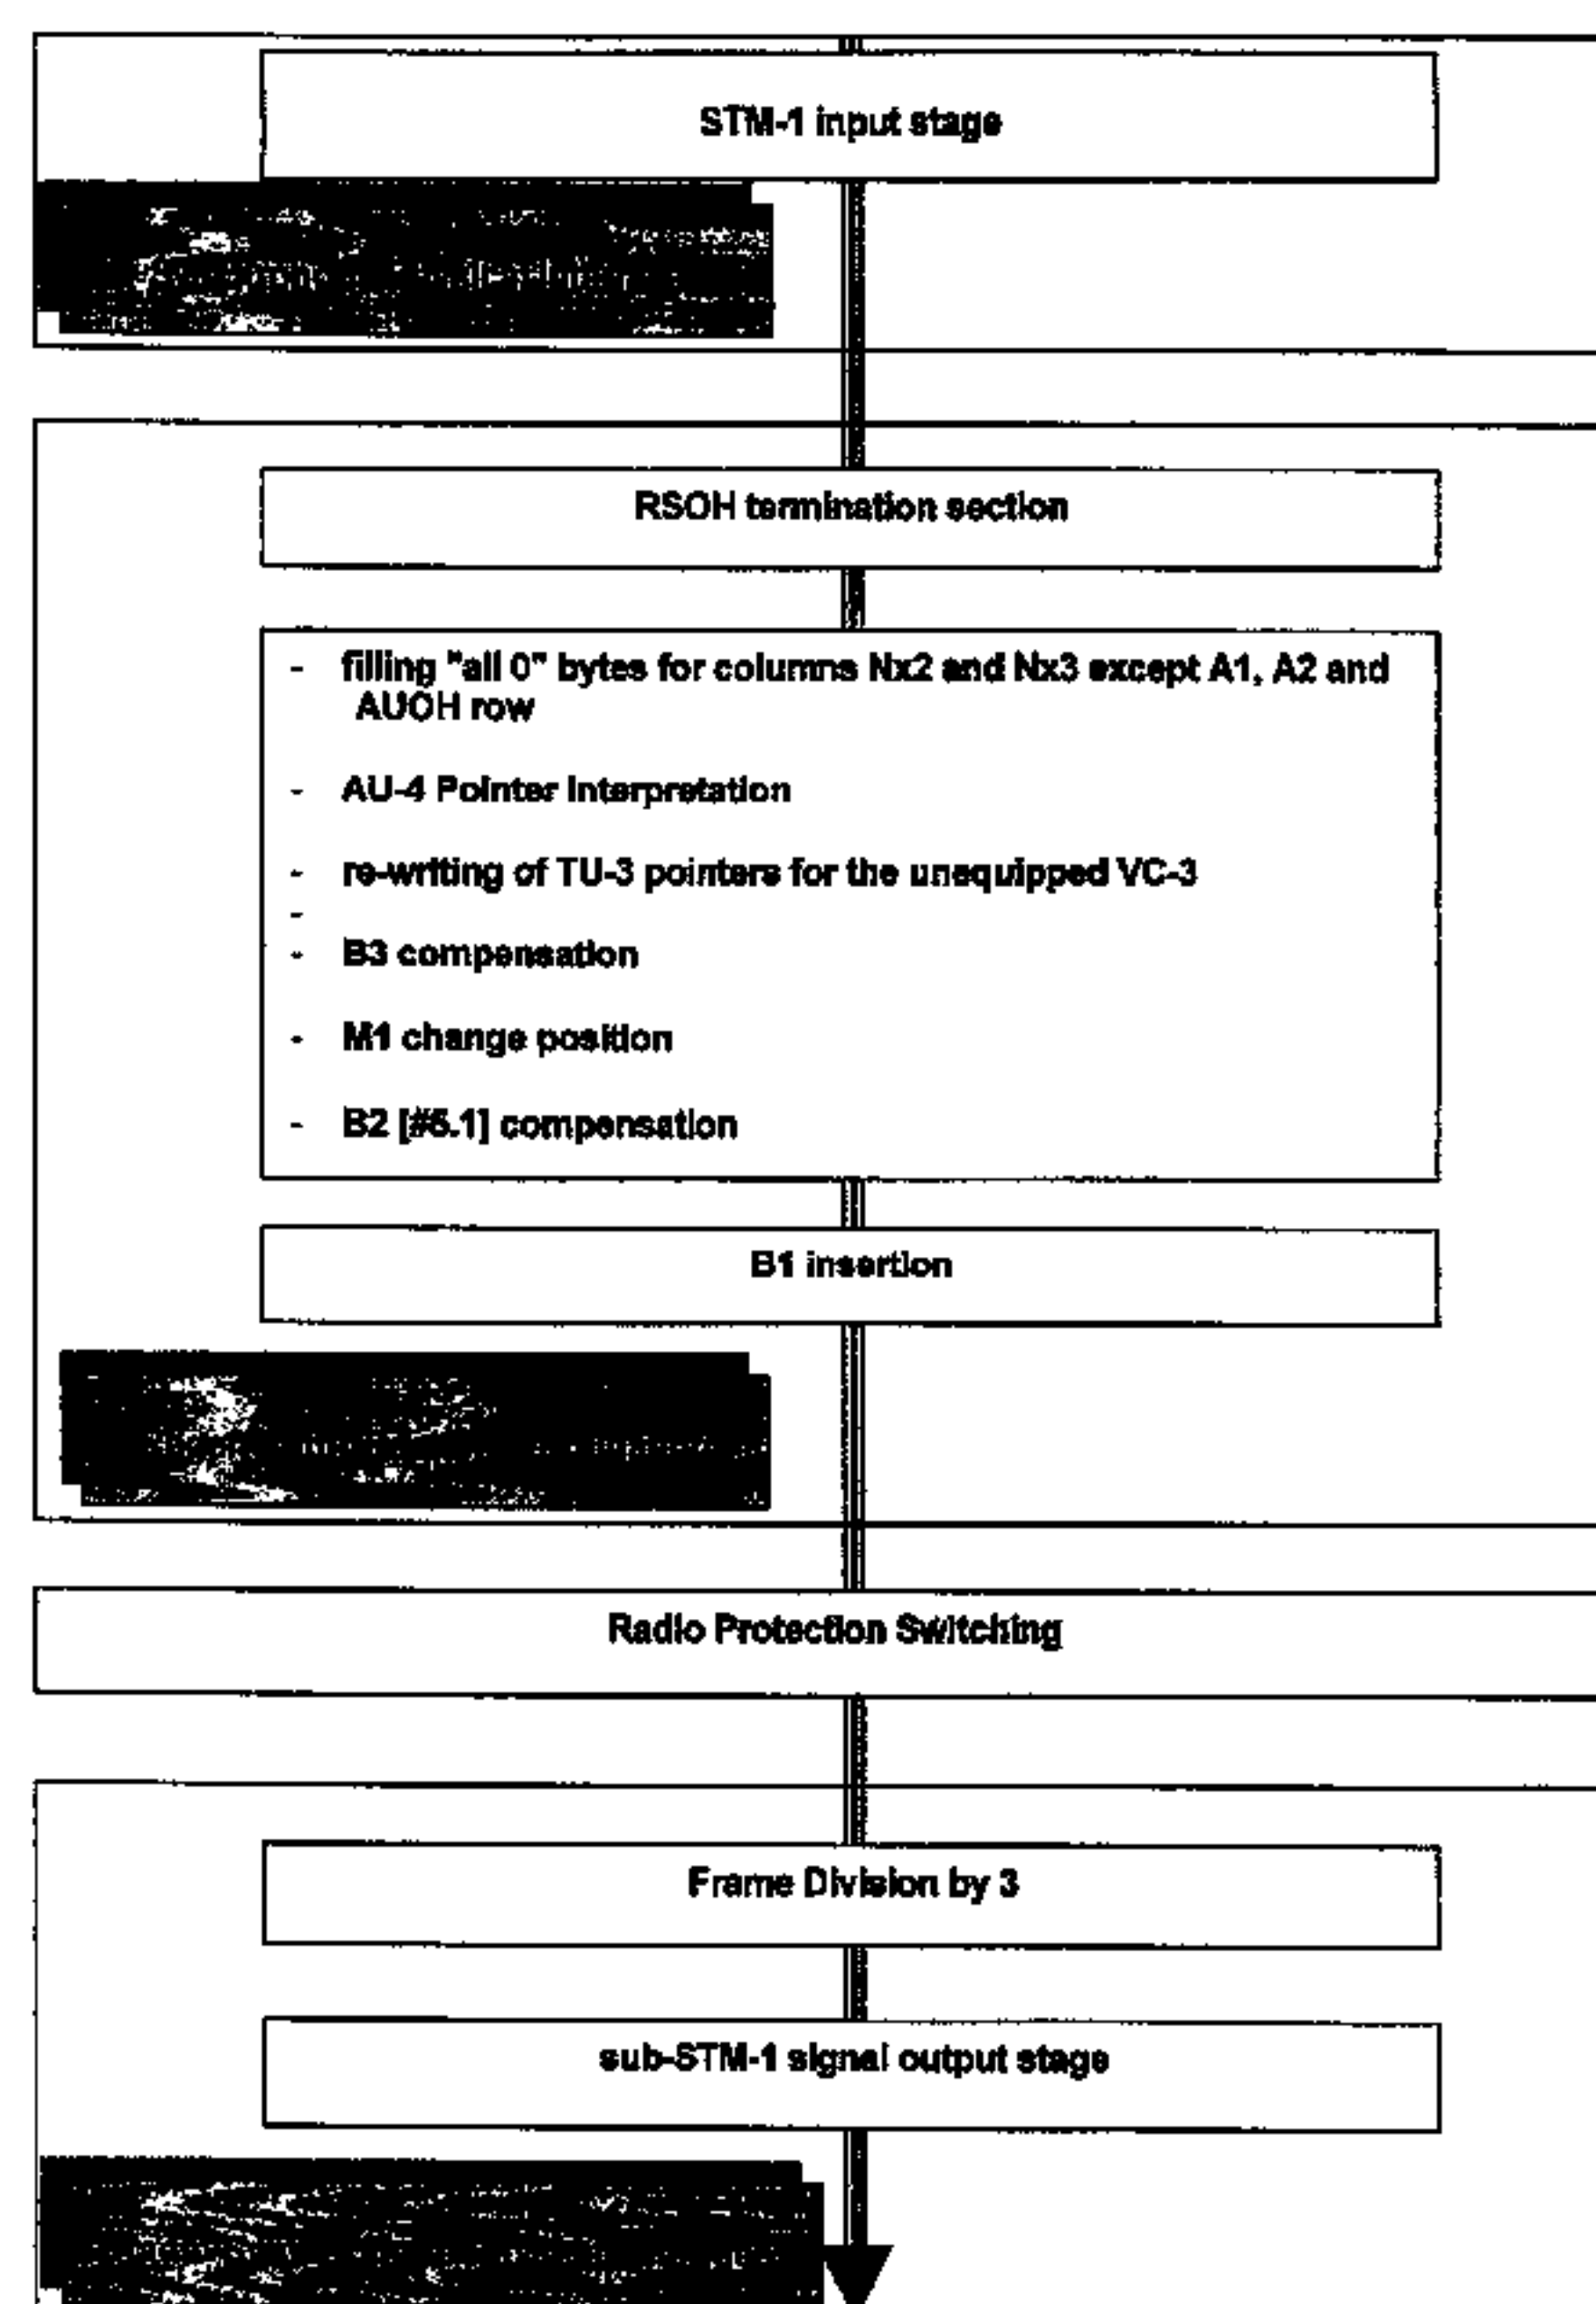 STM-1 input stage
RSOH termination section
- filling "all 0" bytes for columns Nx2 and Nx3 except A1, A2 and
AUOH row
- AU-4 Pointer Interpretation
- re-writing of TU-3 pointers for the unequipped VC-3
-
- B3 compensation
- M1 change position
- B2 [#5.1] compensation
B1 insertion
Radio Protection Switching
Frame Division by 3
sub-STM-1 signal output stage